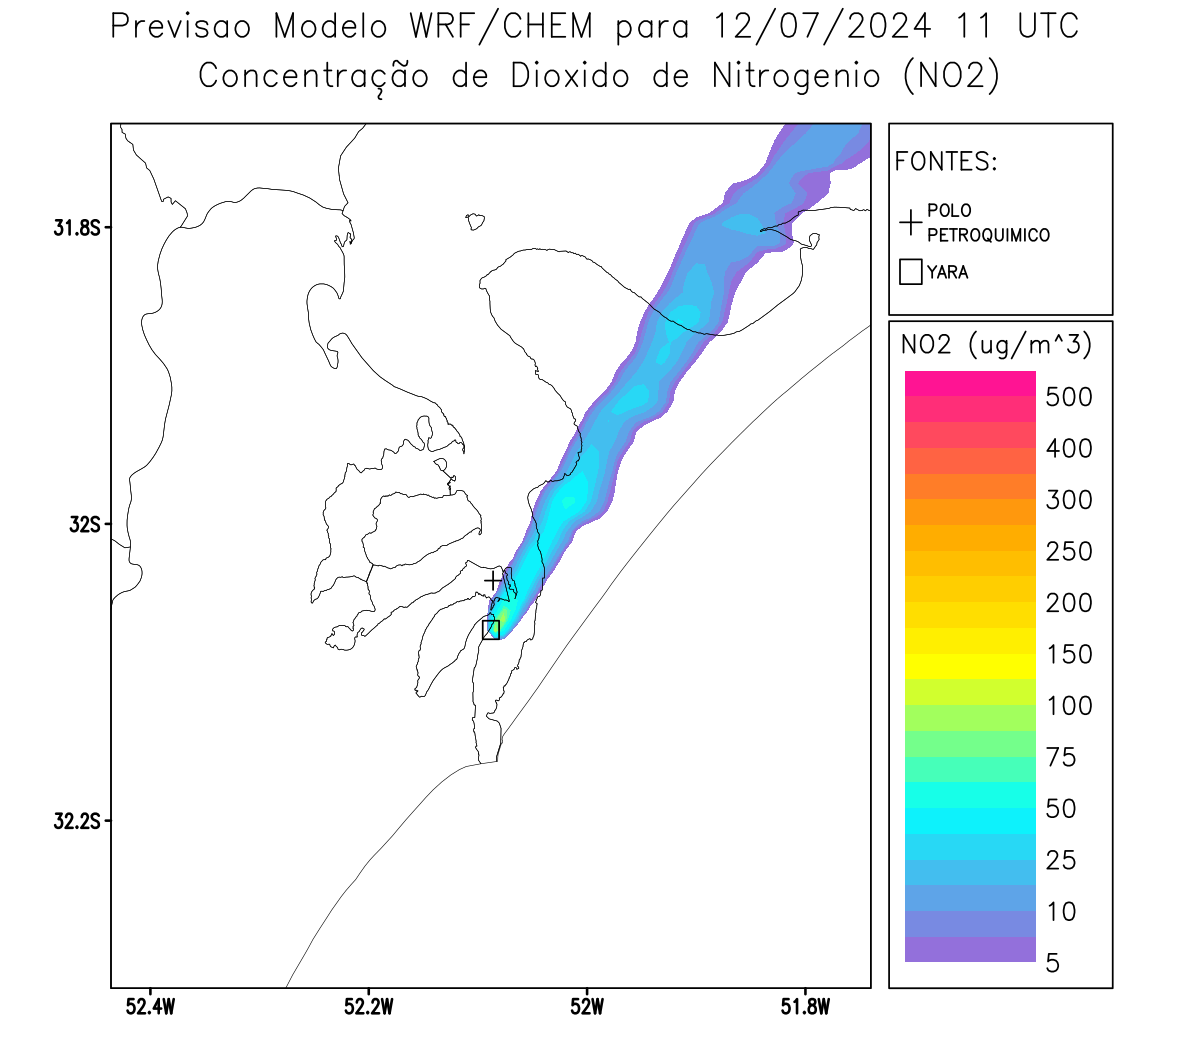 Previsao Modelo WRF/CHEM para 12/07/2024 11 UTC
Concentração de Dioxido de Nitrogenio (NO2)
FONTES:
POLO
PETROQUIMICO
YARA
NO2 (ug/m^3)
500
400
300
250
200
150
100
75
50
25
10
5
31.8S
32S
32.2S
52.4W
52.2W
52W
51.8W